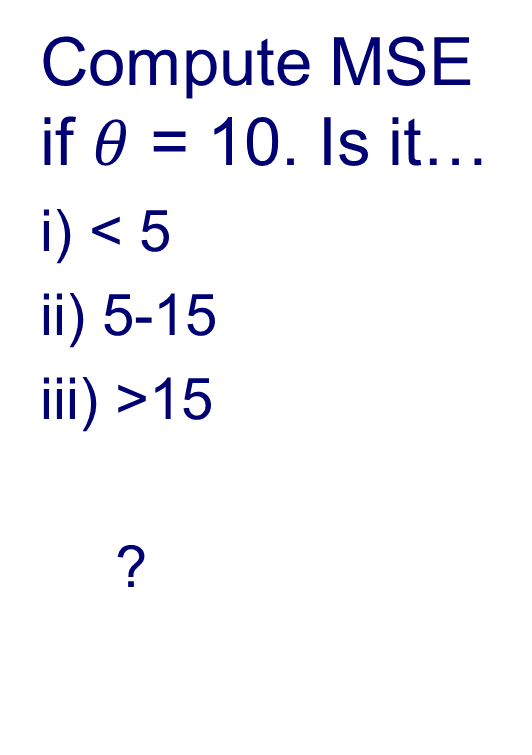 Compute MSE
if 𝜃 = 10. Is it…
i) < 5
ii) 5-15
iii) >15
?